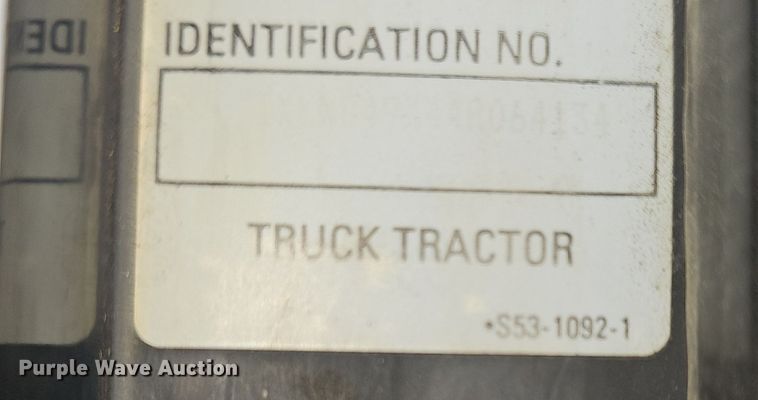 IDENTIFICATION NO.
TRUCK TRACTOR
*S53-1092-1
Purple Wave Auction